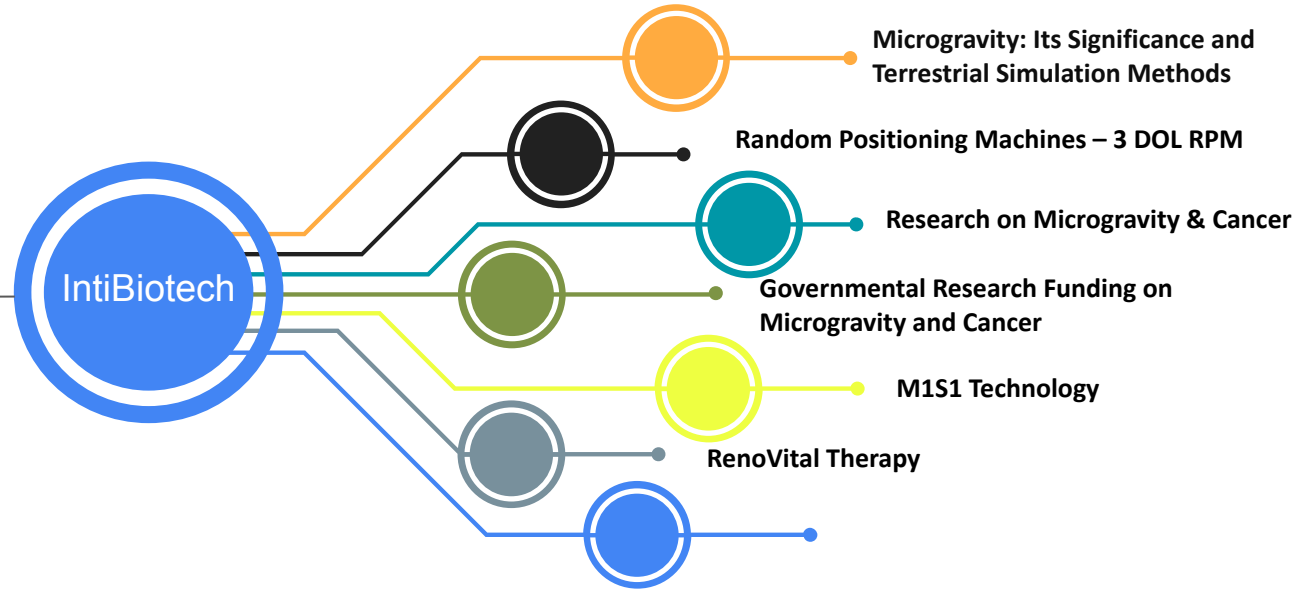 Microgravity: Its Significance and
Terrestrial Simulation Methods
Random Positioning Machines – 3 DOL RPM
Research on Microgravity & Cancer
IntiBiotech
Governmental Research Funding on
Microgravity and Cancer
M1S1 Technology
RenoVital Therapy